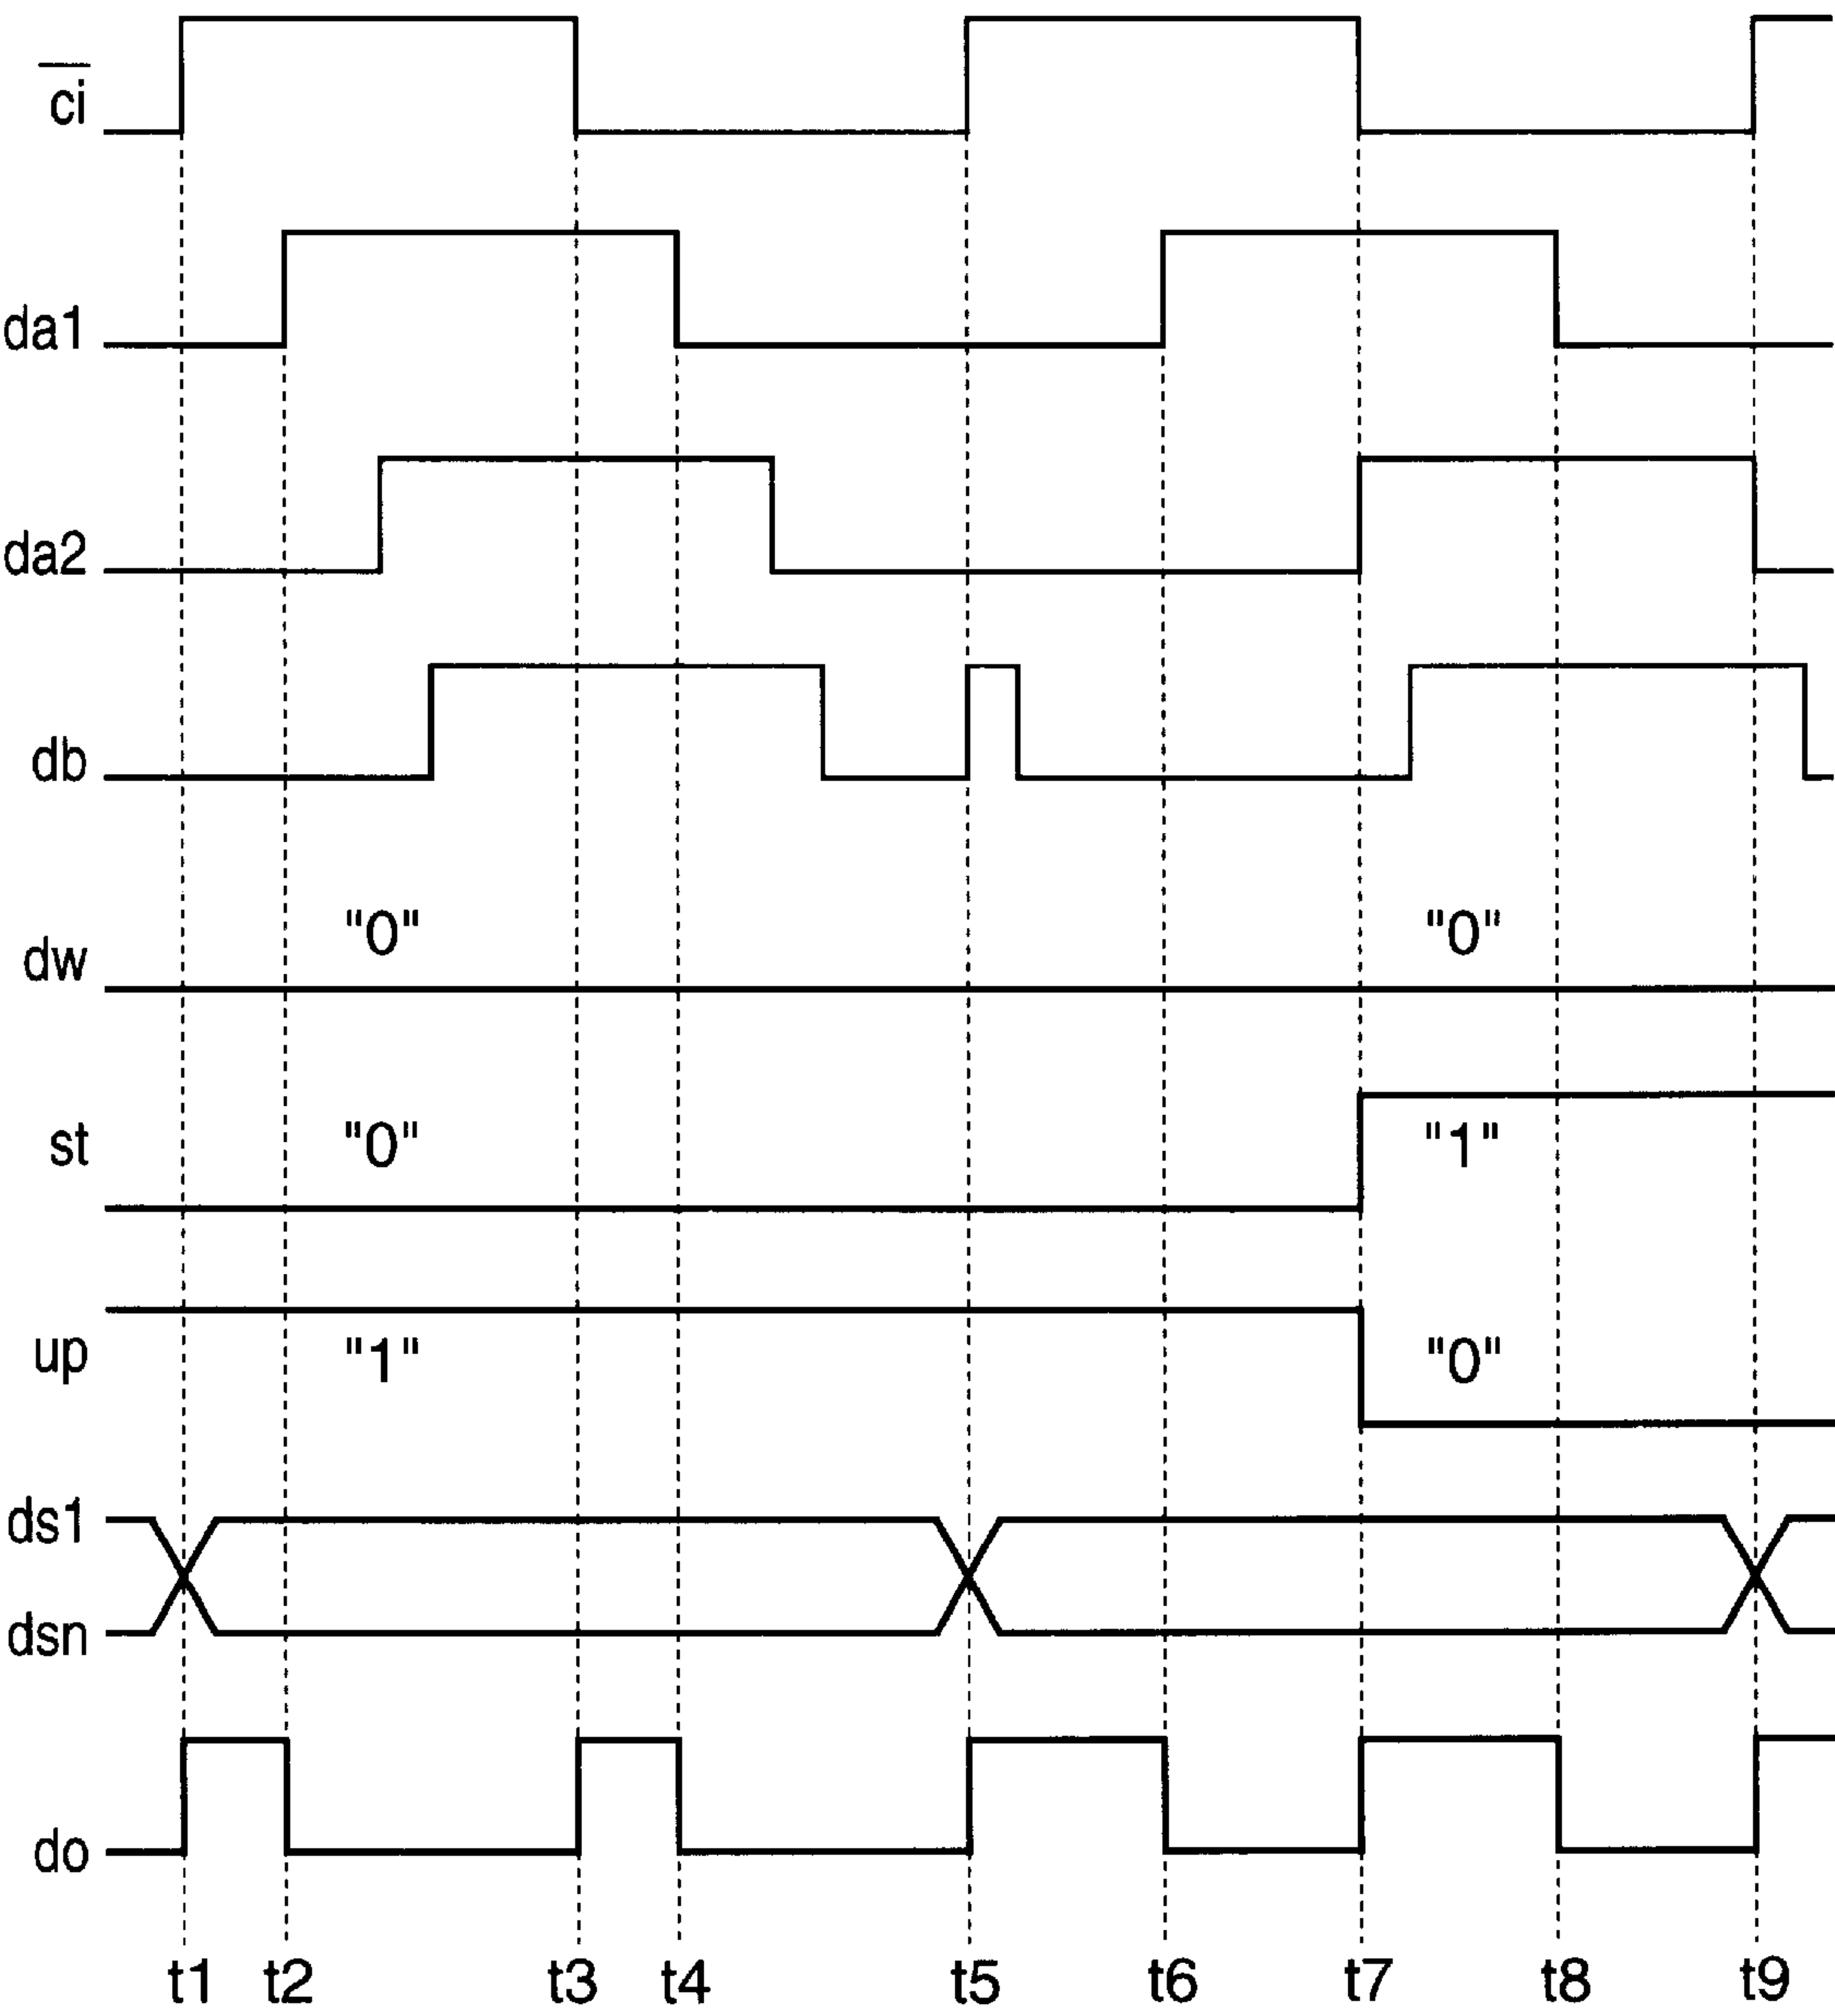 ci
da1
da2
db
dw "0" "0"
st "0" "1"
up "1" "0"
ds1
dsn
do
t1 t2 t3 t4 t5 t6 t7 t8 t9